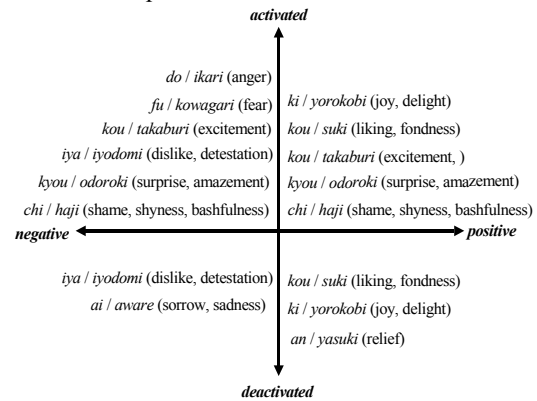 activated
do / ikari (anger)
fu / kowagari (fear)
kou / takaburi (excitement)
iya / iyodomi (dislike, detestation)
kyou / odoroki (surprise, amazement)
chi / haji (shame, shyness, bashfulness)
ki / yorokobi (joy, delight)
kou / suki (liking, fondness)
kou / takaburi (excitement, )
kyou / odoroki (surprise, amazement)
chi / haji (shame, shyness, bashfulness)
negative
positive
iya / iyodomi (dislike, detestation)
ai / aware (sorrow, sadness)
kou / suki (liking, fondness)
ki / yorokobi (joy, delight)
an / yasuki (relief)
deactivated